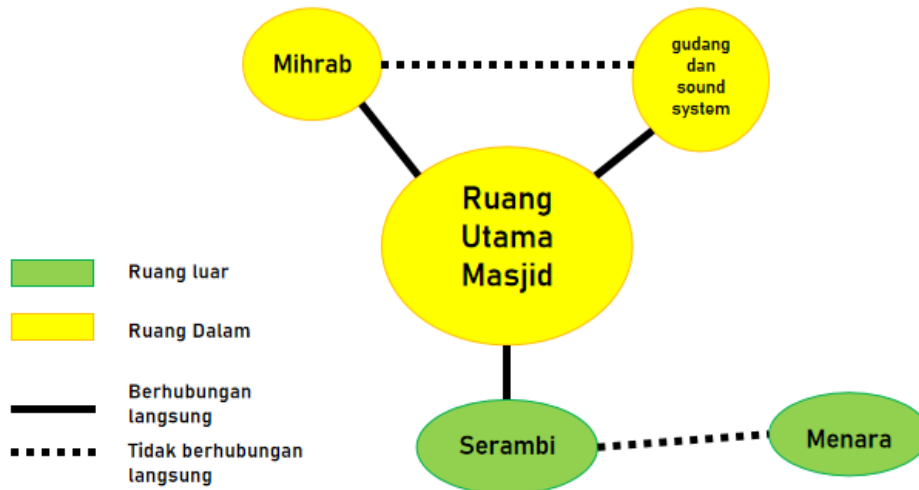 Mihrab
gudang
dan
sound
system
Ruang
Utama
Masjid
Ruang luar
Ruang Dalam
Berhubungan
langsung
Tidak berhubungan
langsung
Serambi
Menara